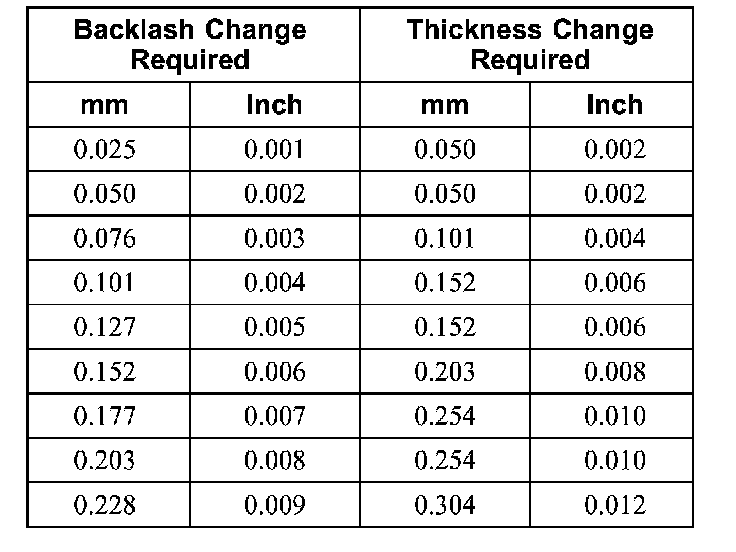 Backlash Change Required Thickness Change Required
mm Inch mm Inch
0.025 0.001 0.050 0.002
0.050 0.002 0.050 0.002
0.076 0.003 0.101 0.004
0.101 0.004 0.152 0.006
0.127 0.005 0.152 0.006
0.152 0.006 0.203 0.008
0.177 0.007 0.254 0.010
0.203 0.008 0.254 0.010
0.228 0.009 0.304 0.012